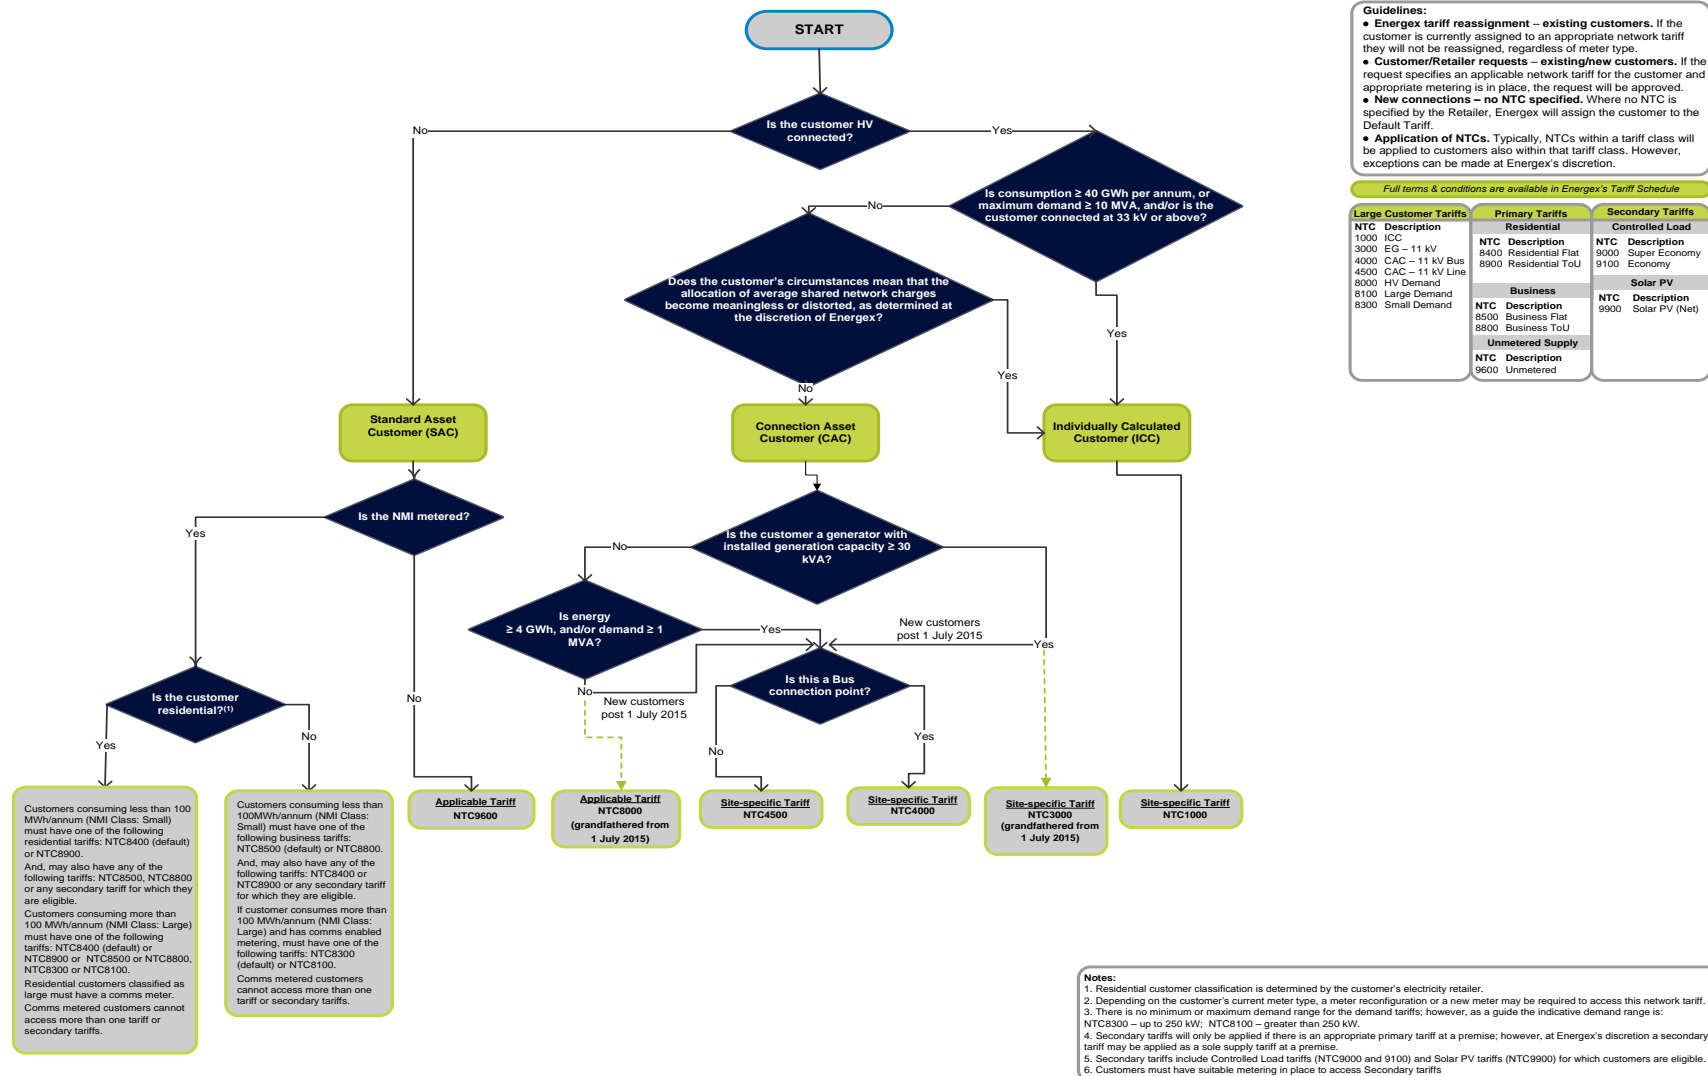 START
Is the customer HV
connected?
No
Yes
Is consumption ≥ 40 GWh per annum, or
maximum demand ≥ 10 MVA, and/or is the
customer connected at 33 kV or above?
No
Yes
Does the customer's circumstances mean that the
allocation of average shared network charges
become meaningless or distorted, as determined at
the discretion of Energex?
Yes
No
Standard Asset
Customer (SAC)
Connection Asset
Customer (CAC)
Individually Calculated
Customer (ICC)
Is the NMI metered?
Yes
No
Is the customer a generator with
installed generation capacity ≥ 30
kVA?
No
Yes
Is energy
≥ 4 GWh, and/or demand ≥ 1
MVA?
Yes
No
New customers
post 1 July 2015
New customers
post 1 July 2015
Is this a Bus
connection point?
No
Yes
Is the customer
residential?(1)
Yes
No
Customers consuming less than 100
MWh/annum (NMI Class: Small)
must have one of the following
residential tariffs: NTC8400 (default)
or NTC8900.
And, may also have any of the
following tariffs: NTC8500, NTC8800
or any secondary tariff for which they
are eligible.
Customers consuming more than
100 MWh/annum (NMI Class: Large)
must have one of the following
tariffs: NTC8400 (default) or
NTC8900 or NTC8500 or NTC8800,
NTC8300 or NTC8100.
Residential customers classified as
large must have a comms meter.
Comms metered customers cannot
access more than one tariff or
secondary tariffs.
Customers consuming less than
100MWh/annum (NMI Class:
Small) must have one of the
following business tariffs:
NTC8500 (default) or NTC8800.
And, may also have any of the
following tariffs: NTC8400 or
NTC8900 or any secondary tariff
for which they are eligible.
If customer consumes more than
100 MWh/annum (NMI Class:
Large) and has comms enabled
metering, must have one of the
following tariffs: NTC8300
(default) or NTC8100.
Comms metered customers
cannot access more than one
tariff or secondary tariffs.
Applicable Tariff
NTC9600
Applicable Tariff
NTC8000
(grandfathered from
1 July 2015)
Site-specific Tariff
NTC4500
Site-specific Tariff
NTC4000
Site-specific Tariff
NTC3000
(grandfathered from
1 July 2015)
Site-specific Tariff
NTC1000
Guidelines:
• Energex tariff reassignment – existing customers. If the
customer is currently assigned to an appropriate network tariff
they will not be reassigned, regardless of meter type.
• Customer/Retailer requests – existing/new customers. If the
request specifies an applicable network tariff for the customer and
appropriate metering is in place, the request will be approved.
• New connections – no NTC specified. Where no NTC is
specified by the Retailer, Energex will assign the customer to the
Default Tariff.
• Application of NTCs. Typically, NTCs within a tariff class will
be applied to customers also within that tariff class. However,
exceptions can be made at Energex's discretion.
Full terms & conditions are available in Energex's Tariff Schedule
Large Customer Tariffs
NTC Description
1000 ICC
3000 EG – 11 kV
4000 CAC – 11 kV Bus
4500 CAC – 11 kV Line
8000 HV Demand
8100 Large Demand
8300 Small Demand
Primary Tariffs
Residential
NTC Description
8400 Residential Flat
8900 Residential ToU
Business
NTC Description
8500 Business Flat
8800 Business ToU
Unmetered Supply
NTC Description
9600 Unmetered
Secondary Tariffs
Controlled Load
NTC Description
9000 Super Economy
9100 Economy
Solar PV
NTC Description
9900 Solar PV (Net)
Notes:
1. Residential customer classification is determined by the customer's electricity retailer.
2. Depending on the customer's current meter type, a meter reconfiguration or a new meter may be required to access this network tariff.
3. There is no minimum or maximum demand range for the demand tariffs; however, as a guide the indicative demand range is:
NTC8300 – up to 250 kW; NTC8100 – greater than 250 kW.
4. Secondary tariffs will only be applied if there is an appropriate primary tariff at a premise; however, at Energex's discretion a secondary
tariff may be applied as a sole supply tariff at a premise.
5. Secondary tariffs include Controlled Load tariffs (NTC9000 and 9100) and Solar PV tariffs (NTC9900) for which customers are eligible.
6. Customers must have suitable metering in place to access Secondary tariffs